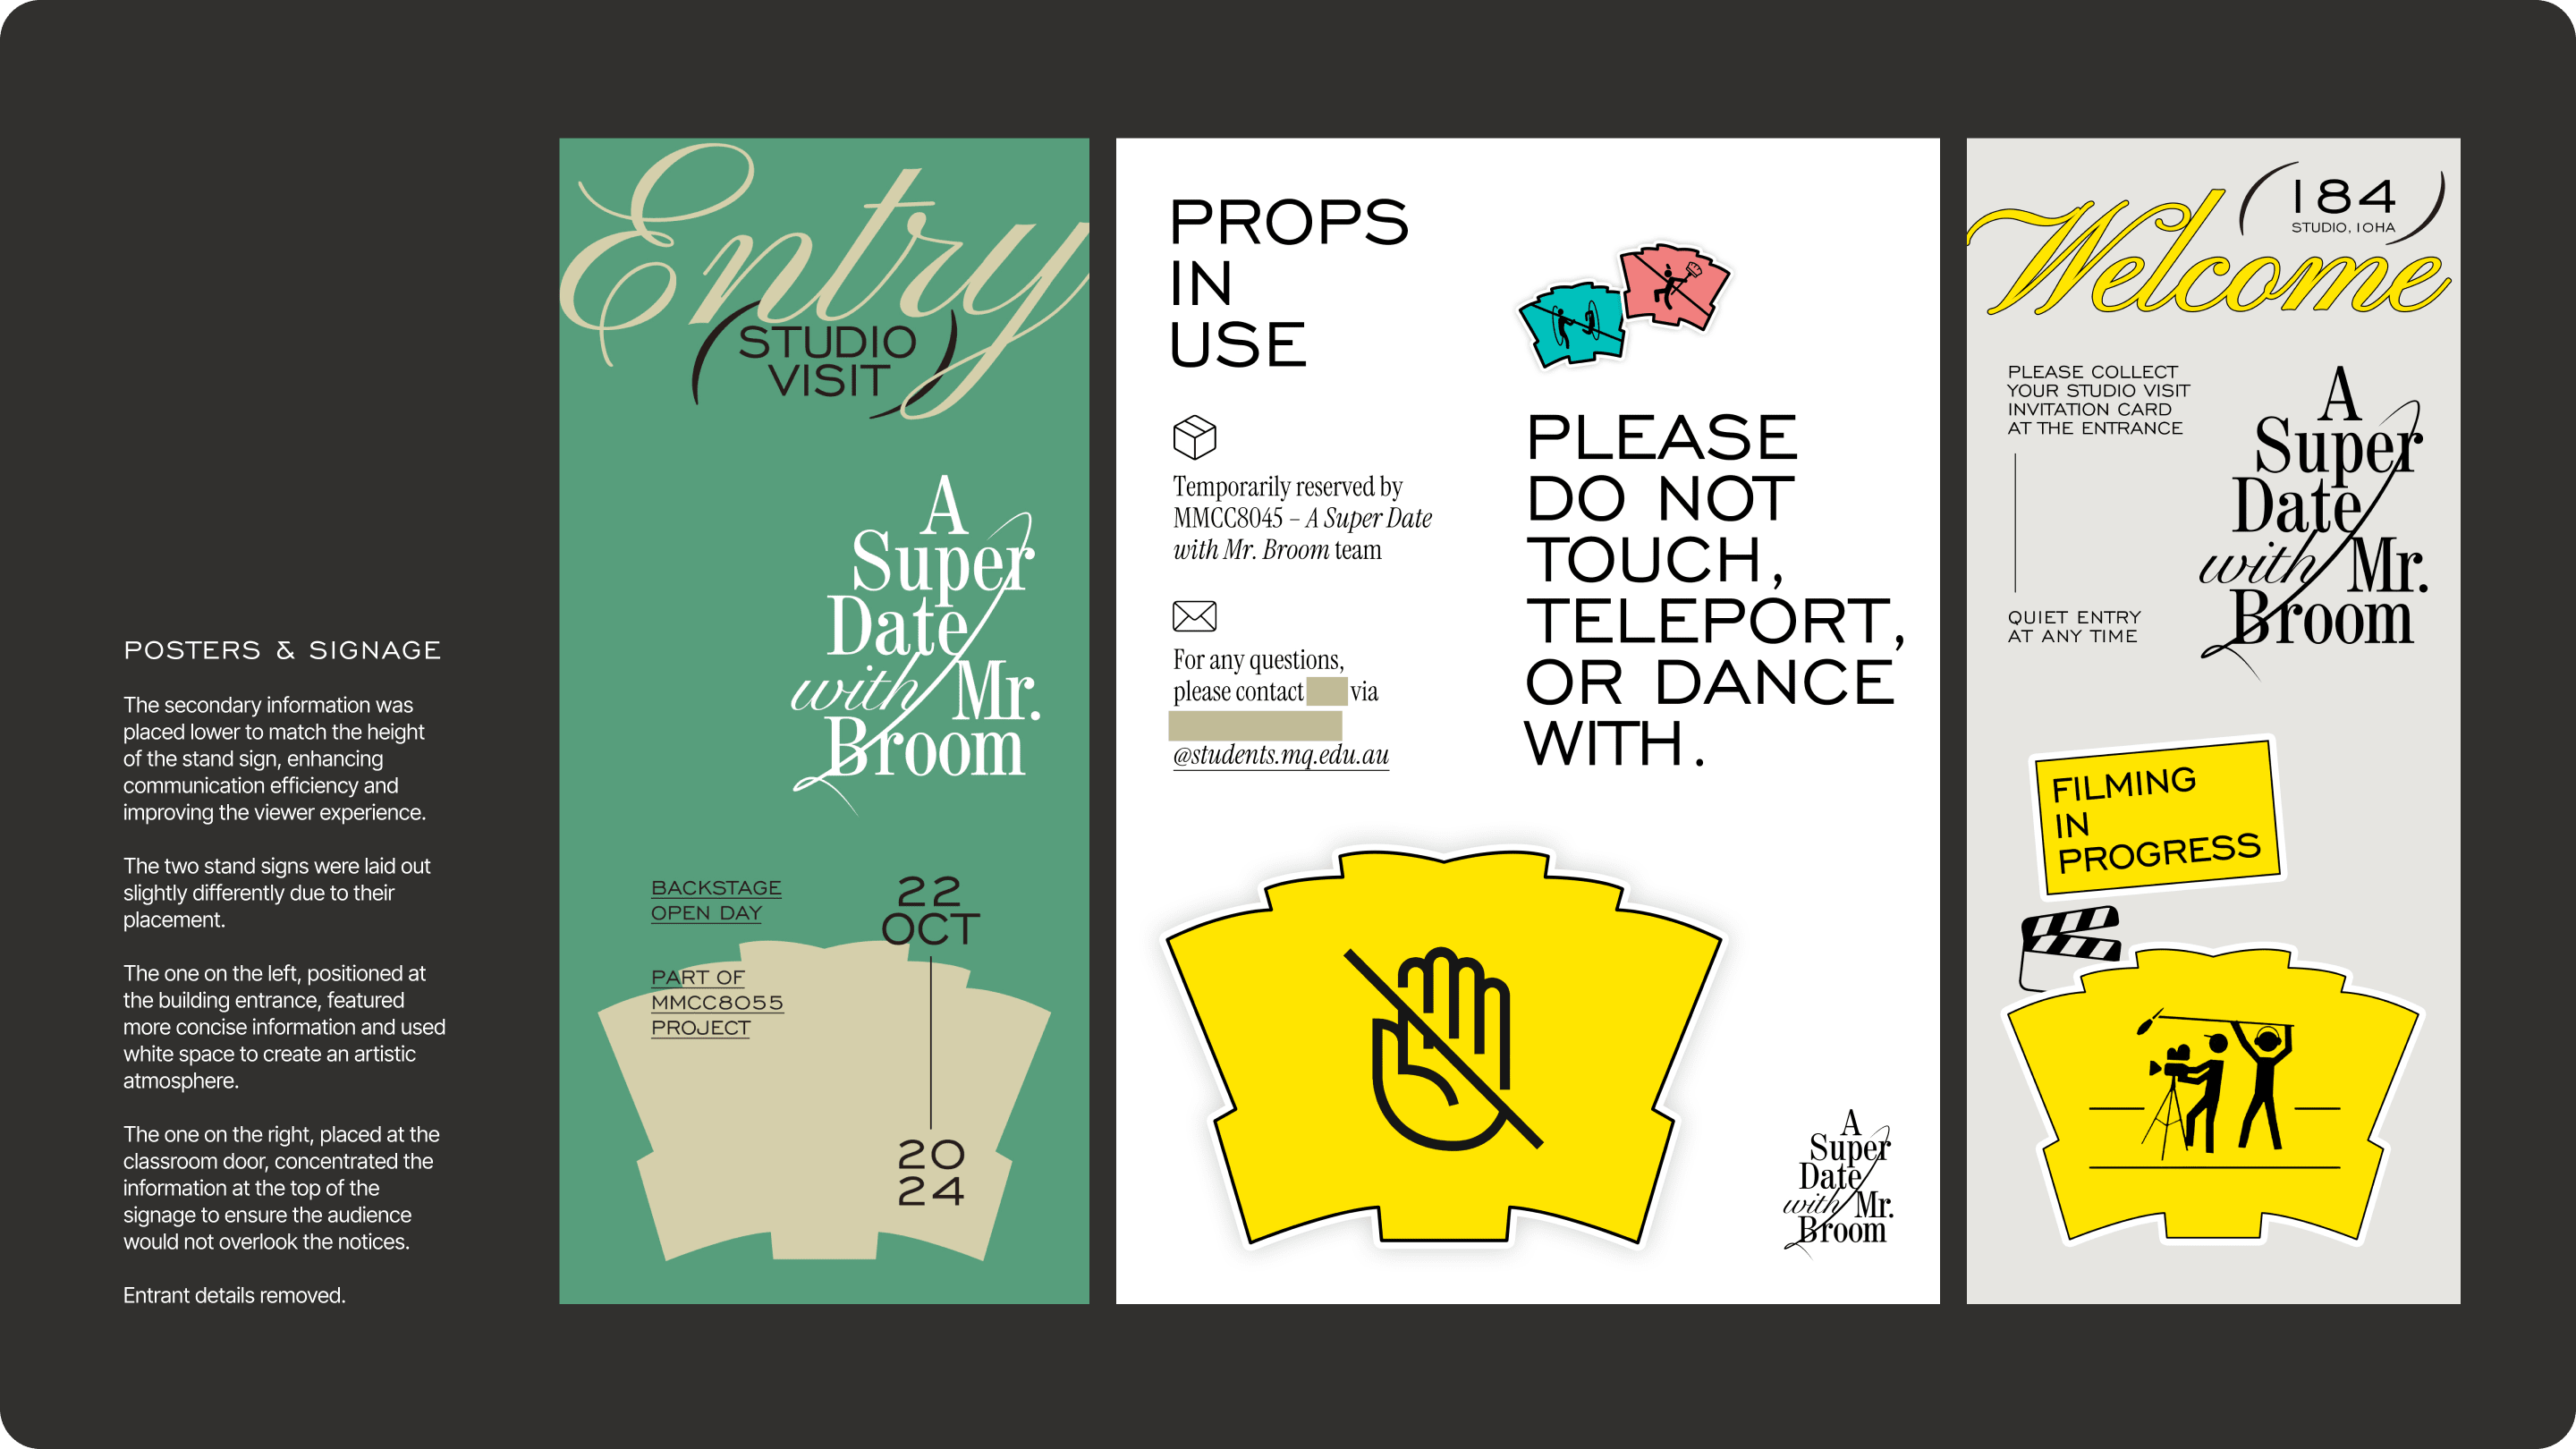 POSTERS & SIGNAGE
The secondary information was
placed lower to match the height
of the stand sign, enhancing
communication efficiency and
improving the viewer experience.
The two stand signs were laid out
slightly differently due to their
placement.
The one on the left, positioned at
the building entrance, featured
more concise information and used
white space to create an artistic
atmosphere.
The one on the right, placed at the
classroom door, concentrated the
information at the top of the
signage to ensure the audience
would not overlook the notices.
Entrant details removed.
Entry
(STUDIO
VISIT)
A
Super
Date
with Mr.
Broom
BACKSTAGE
OPEN DAY
PART OF
MMCC8055
PROJECT
22
OCT
20
24
PROPS
IN
USE
Temporarily reserved by
MMCC8045 – A Super Date
with Mr. Broom team
For any questions,
please contact via
@students.mq.edu.au
PLEASE
DO NOT
TOUCH,
TELEPORT,
OR DANCE
WITH.
A
Super
Date
with Mr.
Broom
Welcome
(184
STUDIO, 10HA)
PLEASE COLLECT
YOUR STUDIO VISIT
INVITATION CARD
AT THE ENTRANCE
QUIET ENTRY
AT ANY TIME
A
Super
Date
with Mr.
Broom
FILMING
IN
PROGRESS